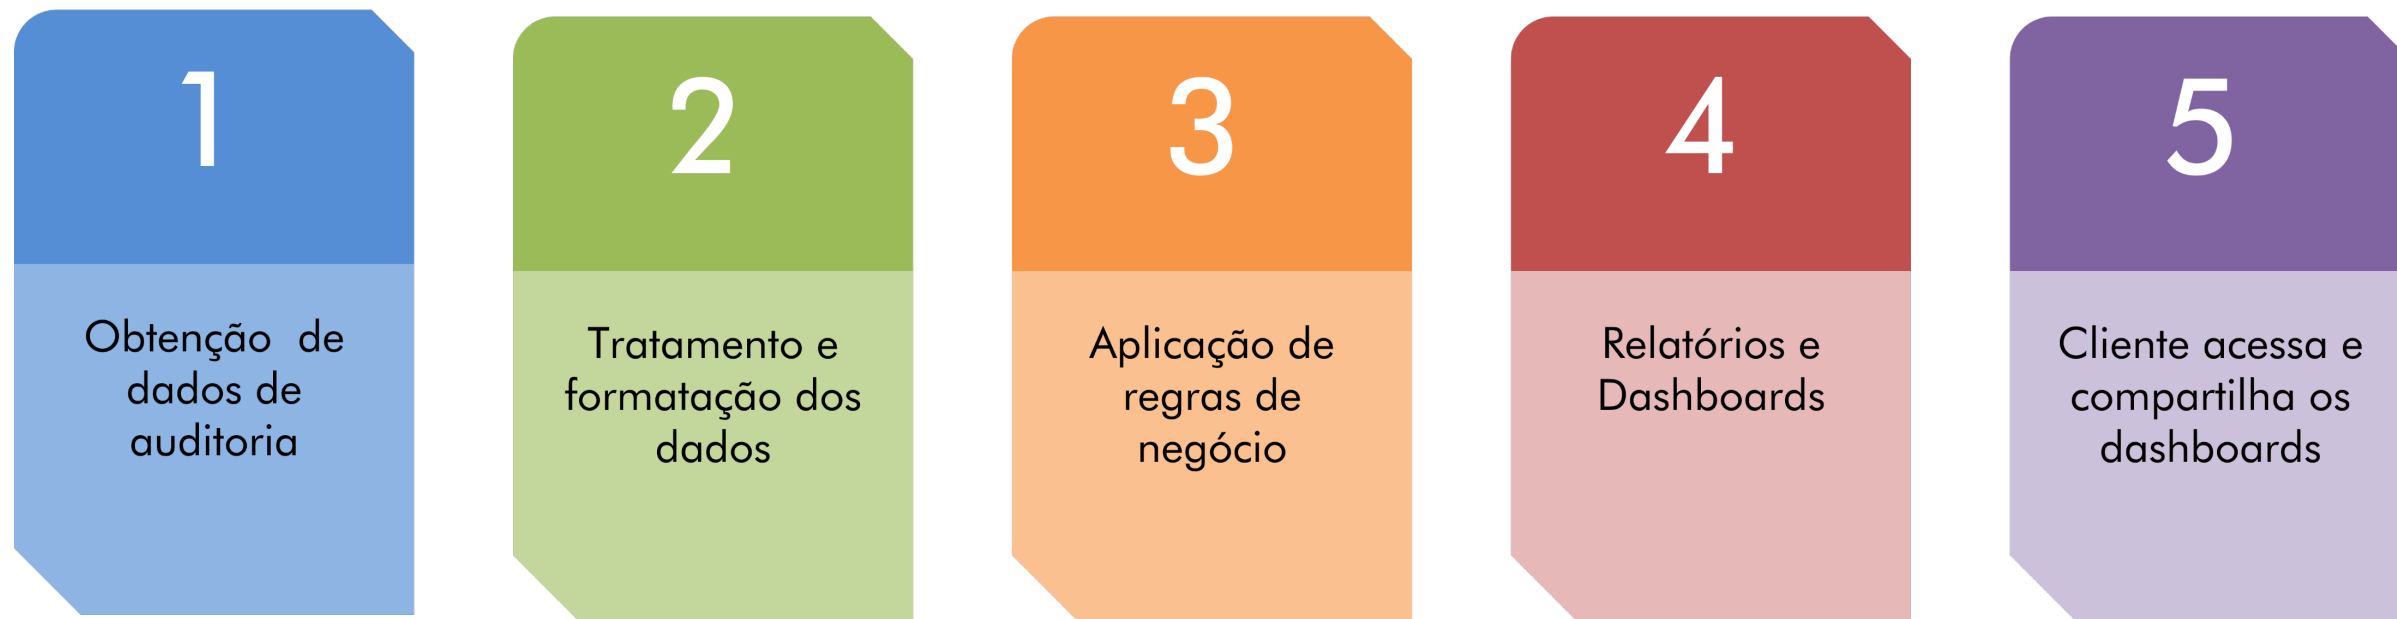 1
Obtenção de
dados de
auditoria
2
Tratamento e
formatação dos
dados
3
Aplicação de
regras de
negócio
4
Relatórios e
Dashboards
5
Cliente acessa e
compartilha os
dashboards